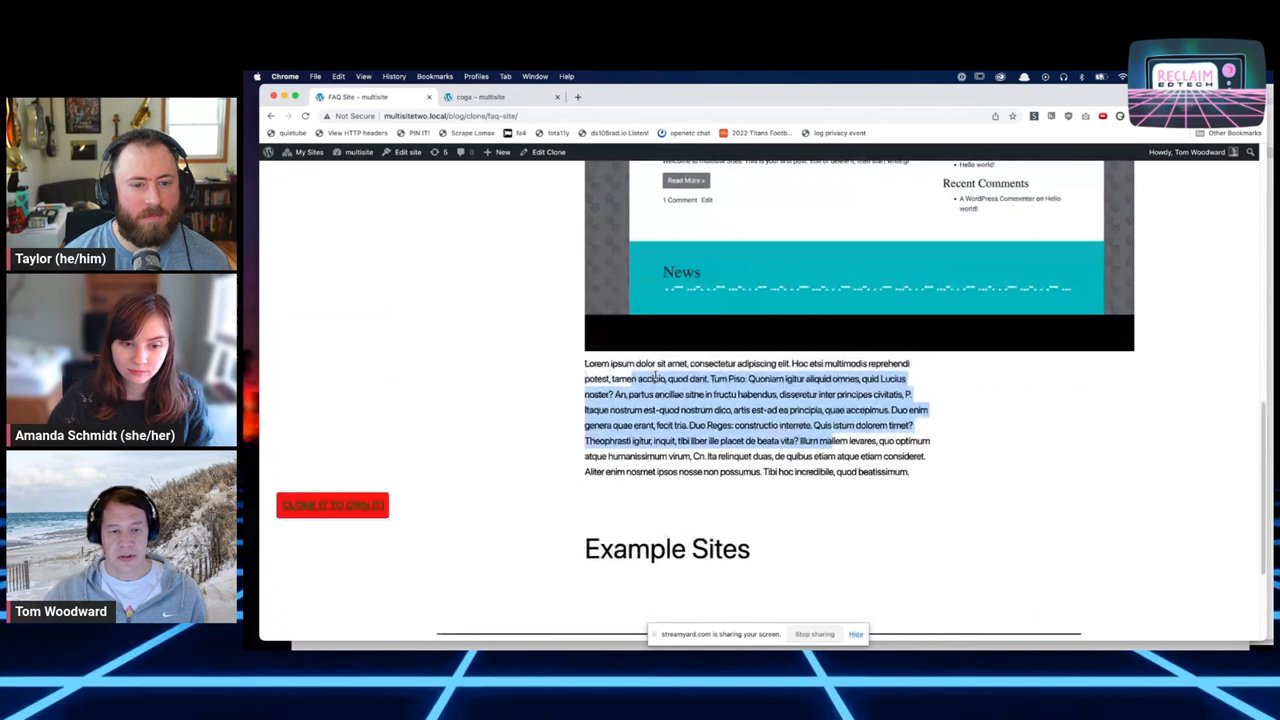 RECLAIM
EDTECH
Chrome File Edit View History Bookmarks Profiles Tab Window Help
FAQ Site – multisite
coga – multisite
Not Secure multisitetwo.local/blog/clone/faq-site/
quietube View HTTP headers PIN IT! Scrape Lomax fa4 tota11y ds106rad.io Listen! openetc chat 2022 Titans Footb... log privacy event Other Bookmarks
My Sites multisite Edit site 5 0 New Edit Clone Howdy, Tom Woodward
Hello world!
Read More »
1 Comment Edit
Recent Comments
A WordPress Commenter on Hello
world!
News
Lorem ipsum dolor sit amet, consectetur adipiscing elit. Hoc etsi multimodis reprehendi
potest, tamen accipio, quod dant. Tum Piso: Quoniam igitur aliquid omnes, quid Lucius
noster? An, partus ancillae sitne in fructu habendus, disseretur inter principes civitatis, P.
Itaque nostrum est-quod nostrum dico, artis est-ad ea principia, quae accepimus. Duo enim
genera quae erant, fecit tria. Duo Reges: constructio interrete. Quis istum dolorem timet?
Theophrasti igitur, inquit, tibi liber ille placet de beata vita? Illum mallem levares, quo optimum
atque humanissimum virum, Cn. Ita relinquet duas, de quibus etiam atque etiam consideret.
Aliter enim nosmet ipsos nosse non possumus. Tibi hoc incredibile, quod beatissimum.
CLONE IT TO OWN IT!
Example Sites
streamyard.com is sharing your screen. Stop sharing Hide
Taylor (he/him)
Amanda Schmidt (she/her)
Tom Woodward